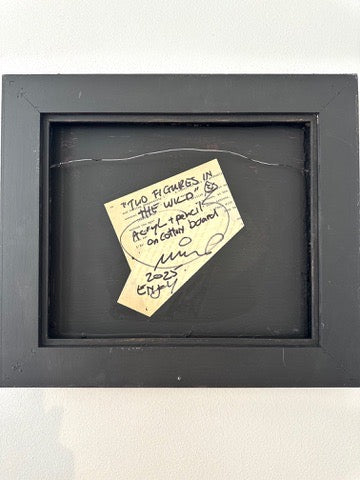 "TWO FIGURES IN
THE WILD"
Acryl + pencil
on cotton board
2023
ENJOY